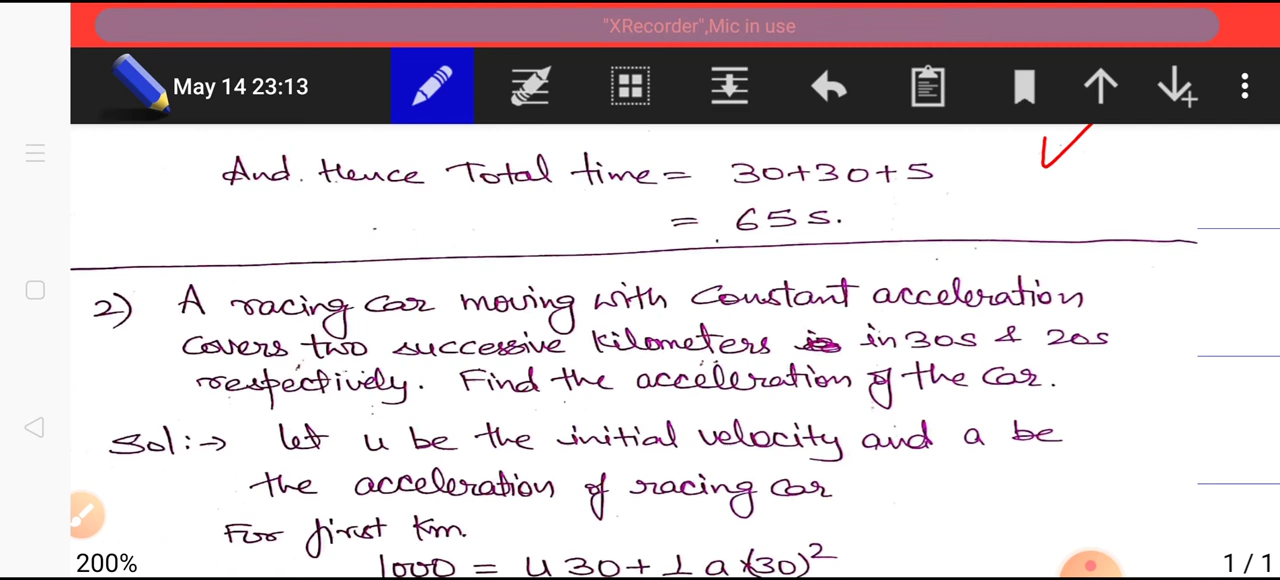 "XRecorder",Mic in use
May 14 23:13
And. Hence Total time = 30+30+5
= 65s.
2) A racing car moving with constant acceleration
covers two successive kilometers in 30s & 20s
respectively. Find the acceleration of the car.
Sol:→ let u be the initial velocity and a be
the acceleration of racing car
For first Km.
1000 = u 30 + 1 a x(30)²
200%
1/1